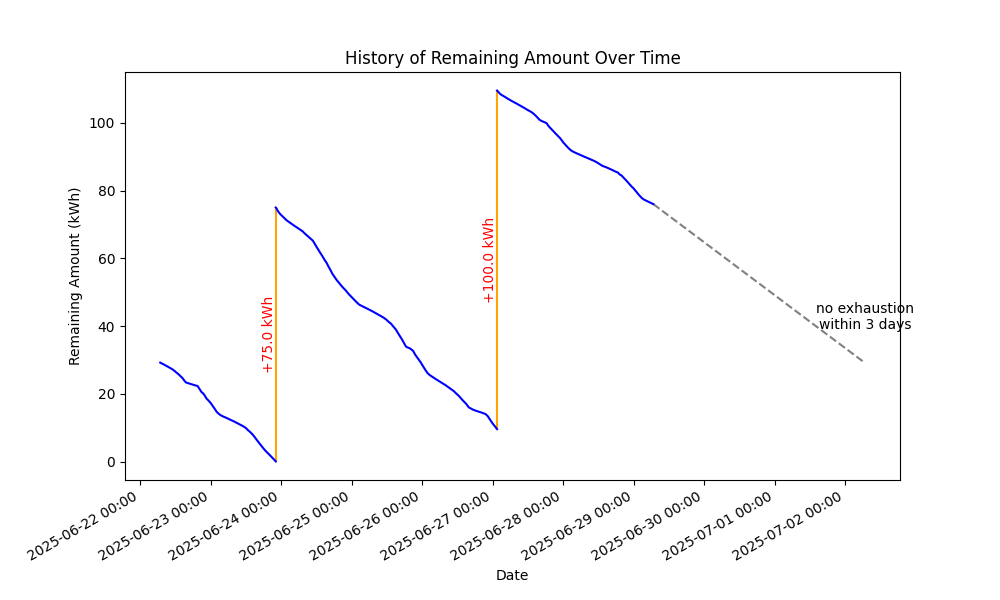 History of Remaining Amount Over Time
Remaining Amount (kWh)
100
80
60
40
20
0
+75.0 kWh
+100.0 kWh
no exhaustion
within 3 days
2025-06-22 00:00
2025-06-23 00:00
2025-06-24 00:00
2025-06-25 00:00
2025-06-26 00:00
2025-06-27 00:00
2025-06-28 00:00
2025-06-29 00:00
2025-06-30 00:00
2025-07-01 00:00
2025-07-02 00:00
Date